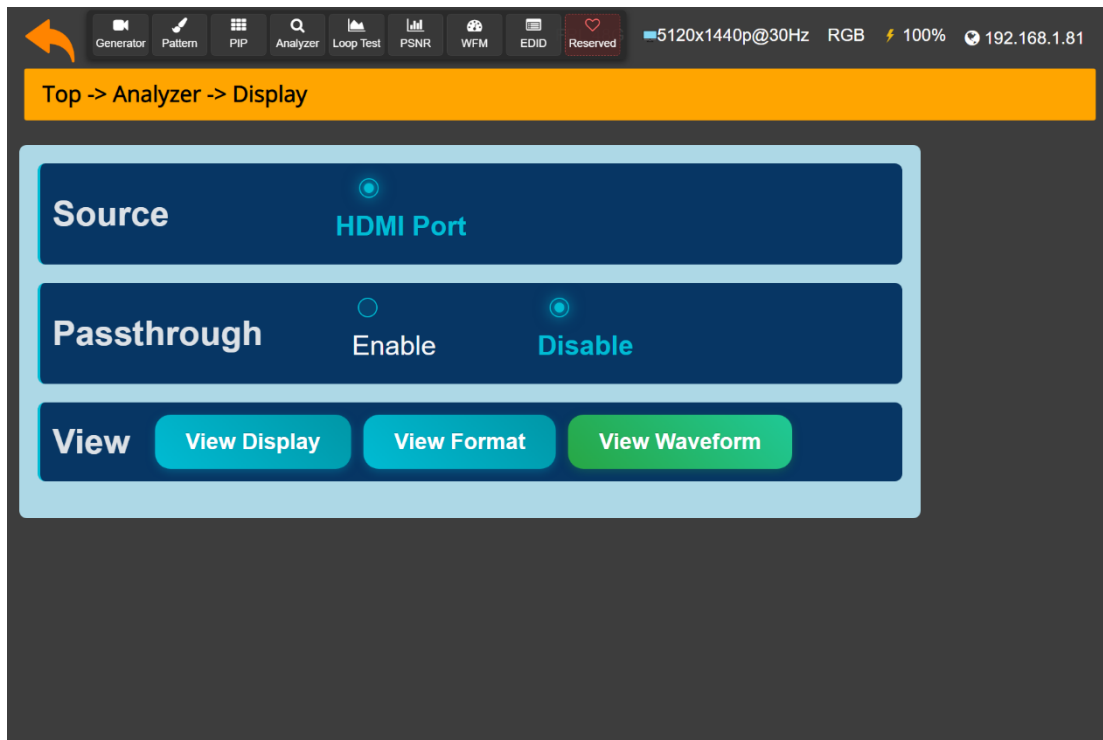 Generator Pattern PIP Analyzer Loop Test PSNR WFM EDID Reserved 5120x1440p@30Hz RGB 100% 192.168.1.81
Top -> Analyzer -> Display
Source
HDMI Port
Passthrough
Enable Disable
View View Display View Format View Waveform